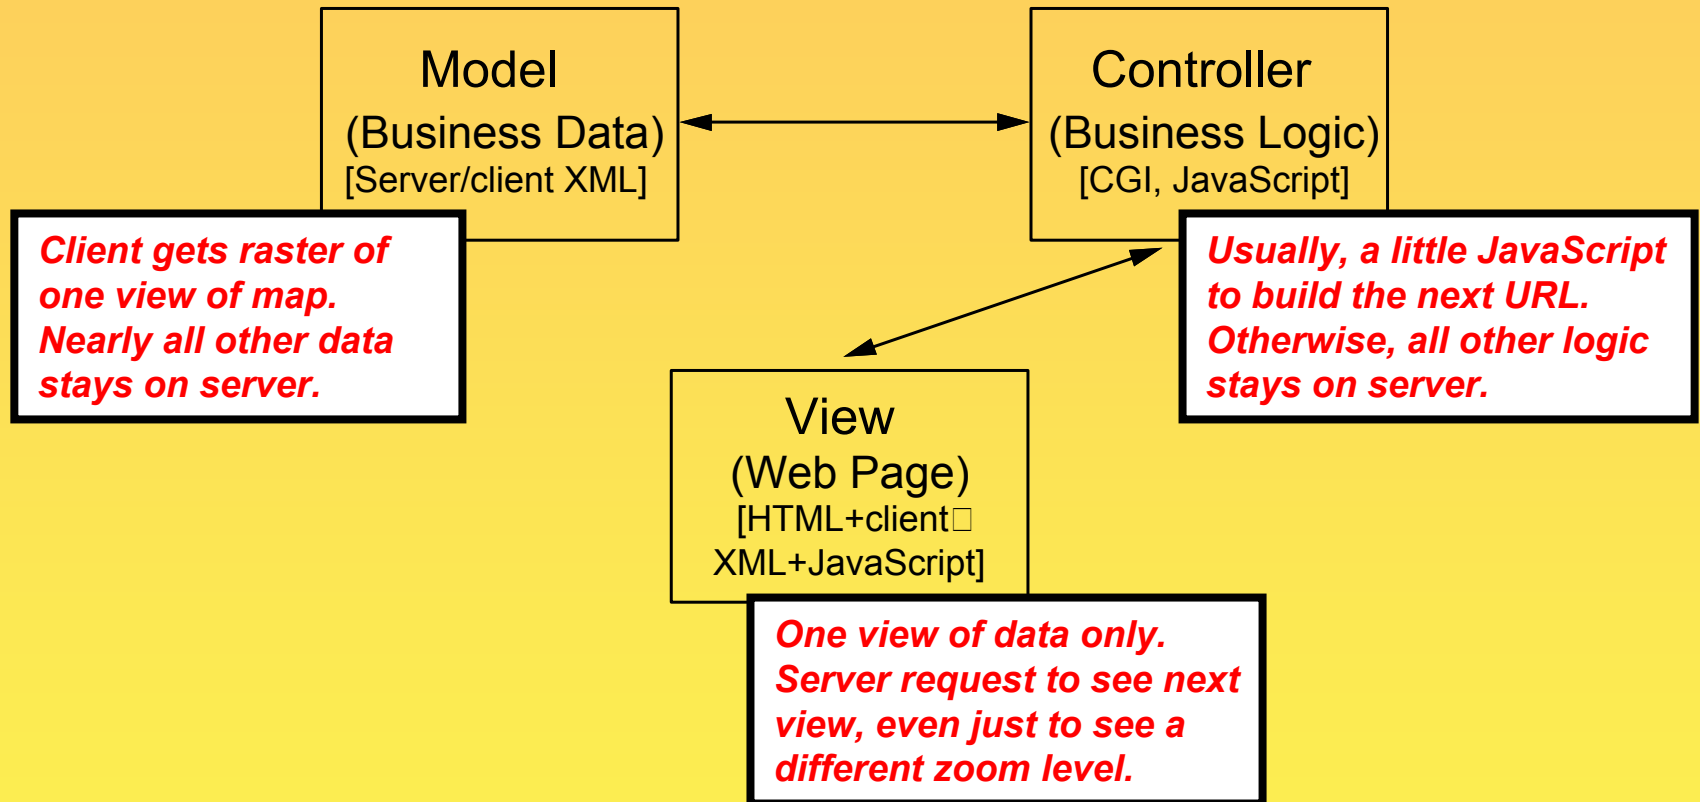 Model
(Business Data)
[Server/client XML]
Client gets raster of
one view of map.
Nearly all other data
stays on server.
Controller
(Business Logic)
[CGI, JavaScript]
Usually, a little JavaScript
to build the next URL.
Otherwise, all other logic
stays on server.
View
(Web Page)
[HTML+client□
XML+JavaScript]
One view of data only.
Server request to see next
view, even just to see a
different zoom level.